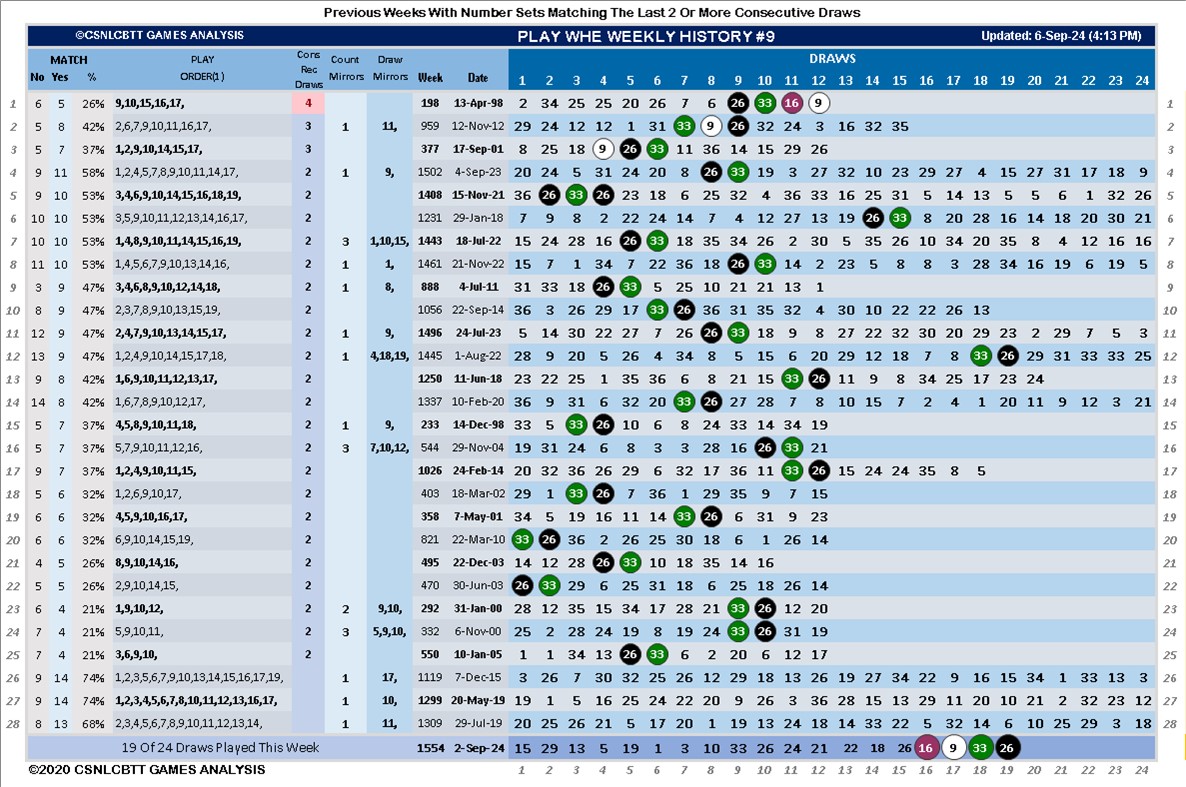 Previous Weeks With Number Sets Matching The Last 2 Or More Consecutive Draws
©CSNLCBTT GAMES ANALYSIS PLAY WHE WEEKLY HISTORY #9 Updated: 6-Sep-24 (4:13 PM)
MATCH PLAY Cons Rec Draws Count Mirrors Draw Mirrors DRAWS
No Yes % ORDER(1) Week Date 1 2 3 4 5 6 7 8 9 10 11 12 13 14 15 16 17 18 19 20 21 22 23 24
1 6 5 26% 9,10,15,16,17, 4 198 13-Apr-98 2 34 25 25 20 26 7 6 26 33 16 9 1
2 5 8 42% 2,6,7,9,10,11,16,17, 3 1 11, 959 12-Nov-12 29 24 12 12 1 31 33 9 26 32 24 3 16 32 35 2
3 5 7 37% 1,2,9,10,14,15,17, 3 377 17-Sep-01 8 25 18 9 26 33 11 36 14 15 29 26 3
4 9 11 58% 1,2,4,5,7,8,9,10,11,14,17, 2 1 9, 1502 4-Sep-23 20 24 5 31 24 20 8 26 33 19 3 27 32 10 23 29 27 4 15 27 31 17 18 9 4
5 9 10 53% 3,4,6,9,10,14,15,16,18,19, 2 1408 15-Nov-21 36 26 33 26 23 18 6 25 32 4 36 33 16 25 31 5 14 13 5 5 6 1 32 26 5
6 10 10 53% 3,5,9,10,11,12,13,14,16,17, 2 1231 29-Jan-18 7 9 8 2 22 24 14 7 4 12 27 13 19 26 33 8 20 28 16 14 18 20 30 21 6
7 10 10 53% 1,4,8,9,10,11,14,15,16,19, 2 3 1,10,15, 1443 18-Jul-22 15 24 28 16 26 33 18 35 34 26 2 30 5 35 26 10 34 20 35 8 4 12 16 16 7
8 11 10 53% 1,4,5,6,7,9,10,13,14,16, 2 1 1, 1461 21-Nov-22 15 7 1 34 7 22 36 18 26 33 14 2 23 5 8 8 3 28 34 16 19 6 19 5 8
9 3 9 47% 3,4,6,8,9,10,12,14,18, 2 1 8, 888 4-Jul-11 31 33 18 26 33 5 25 10 21 21 13 1 9
10 8 9 47% 2,3,7,8,9,10,13,15,19, 2 1056 22-Sep-14 36 3 26 29 17 33 26 36 31 35 32 4 30 10 22 22 26 13 10
11 12 9 47% 2,4,7,9,10,13,14,15,17, 2 1 9, 1496 24-Jul-23 5 14 30 22 27 7 26 26 33 18 9 8 27 22 32 30 20 29 23 2 29 7 5 3 11
12 13 9 47% 1,2,4,9,10,14,15,17,18, 2 1 4,18,19, 1445 1-Aug-22 28 9 20 5 26 4 34 8 5 15 6 20 29 12 18 7 8 33 26 29 31 33 33 25 12
13 9 8 42% 1,6,9,10,11,12,13,17, 2 1250 11-Jun-18 23 22 25 1 35 36 6 8 21 15 33 26 11 9 8 34 25 17 23 24 13
14 14 8 42% 1,6,7,8,9,10,12,17, 2 1337 10-Feb-20 36 9 31 6 32 20 33 26 27 28 7 8 10 15 7 2 4 1 20 11 9 12 3 21 14
15 5 7 37% 4,5,8,9,10,11,18, 2 1 9, 233 14-Dec-98 33 5 33 26 10 6 8 24 33 14 34 19 15
16 5 7 37% 5,7,9,10,11,12,16, 2 3 7,10,12, 544 29-Nov-04 19 31 24 6 8 3 3 28 16 26 33 21 16
17 9 7 37% 1,2,4,9,10,11,15, 2 1026 24-Feb-14 20 32 36 26 29 6 32 17 36 11 33 26 15 24 24 35 8 5 17
18 5 6 32% 1,2,6,9,10,17, 2 403 18-Mar-02 29 1 33 26 7 36 1 29 35 9 7 15 18
19 6 6 32% 4,5,9,10,16,17, 2 358 7-May-01 34 5 19 16 11 14 33 26 6 31 9 23 19
20 6 6 32% 6,9,10,14,15,19, 2 821 22-Mar-10 33 26 36 2 26 25 30 18 6 1 26 14 20
21 4 5 26% 8,9,10,14,16, 2 495 22-Dec-03 14 12 28 26 33 10 18 35 14 16 21
22 5 5 26% 2,9,10,14,15, 2 470 30-Jun-03 26 33 29 6 25 31 18 6 25 18 26 14 22
23 6 4 21% 1,9,10,12, 2 2 9,10, 292 31-Jan-00 28 12 35 15 34 17 28 21 33 26 12 20 23
24 7 4 21% 5,9,10,11, 2 3 5,9,10, 332 6-Nov-00 25 2 28 24 19 8 19 24 33 26 31 19 24
25 7 4 21% 3,6,9,10, 2 550 10-Jan-05 1 1 34 13 26 33 6 2 20 6 12 17 25
26 9 14 74% 1,2,3,5,6,7,9,10,13,14,15,16,17,19, 1 17, 1119 7-Dec-15 3 26 7 30 32 25 26 12 29 18 13 26 19 27 34 22 9 16 15 34 1 33 13 3 26
27 9 14 74% 1,2,3,4,5,6,7,8,10,11,12,13,16,17, 1 10, 1299 20-May-19 19 1 5 16 25 24 29 24 20 9 26 3 36 28 15 13 29 11 20 10 21 2 32 23 12 27
28 8 13 68% 2,3,4,5,6,7,8,9,10,11,12,13,14, 1 11, 1309 29-Jul-19 20 25 26 21 5 17 20 1 19 13 24 18 14 33 22 5 32 14 6 10 25 29 3 18 28
19 Of 24 Draws Played This Week 1554 2-Sep-24 15 29 13 5 19 1 3 10 33 26 24 21 22 18 26 16 9 33 26
©2020 CSNLCBTT GAMES ANALYSIS 1 2 3 4 5 6 7 8 9 10 11 12 13 14 15 16 17 18 19 20 21 22 23 24